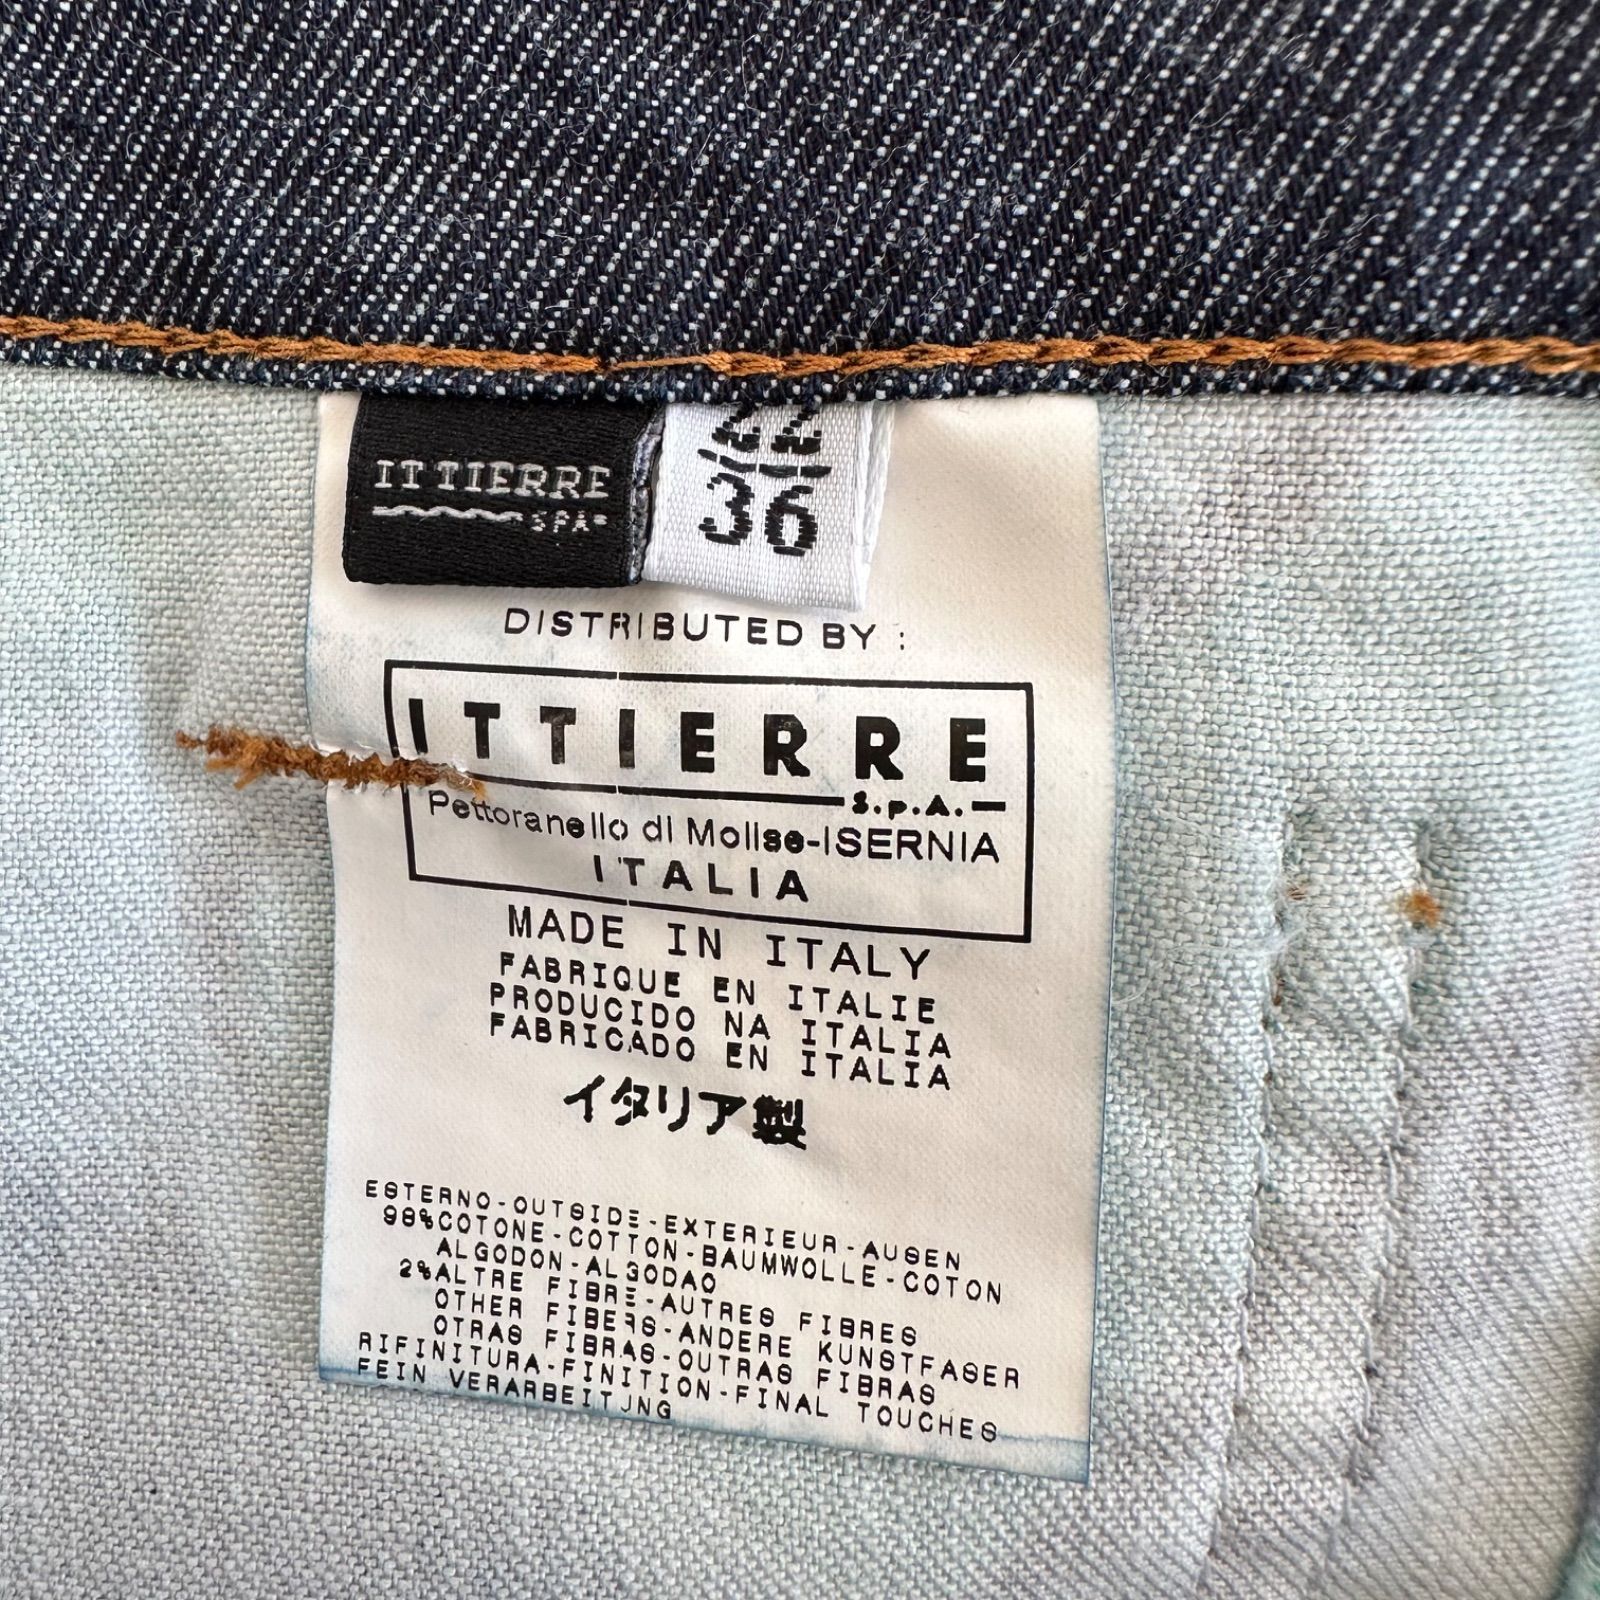 ITTIERRE
SPA
22
36
DISTRIBUTED BY :
ITTIERRE
S.p.A.
Pettoranello di Molise-ISERNIA
ITALIA
MADE IN ITALY
FABRIQUE EN ITALIE
PRODUCIDO NA ITALIA
FABRICADO EN ITALIA
イタリア製
ESTERNO-OUTSIDE-EXTERIEUR-AUSEN
98%COTONE-COTTON-BAUMWOLLE-COTON
ALGODON-ALGODAO
2%ALTRE FIBRE-AUTRES FIBRES
OTHER FIBERS-ANDERE KUNSTFASER
OTRAS FIBRAS-OUTRAS FIBRAS
RIFINITURA-FINITION-FINAL TOUCHES
FEIN VERARBEITUNG